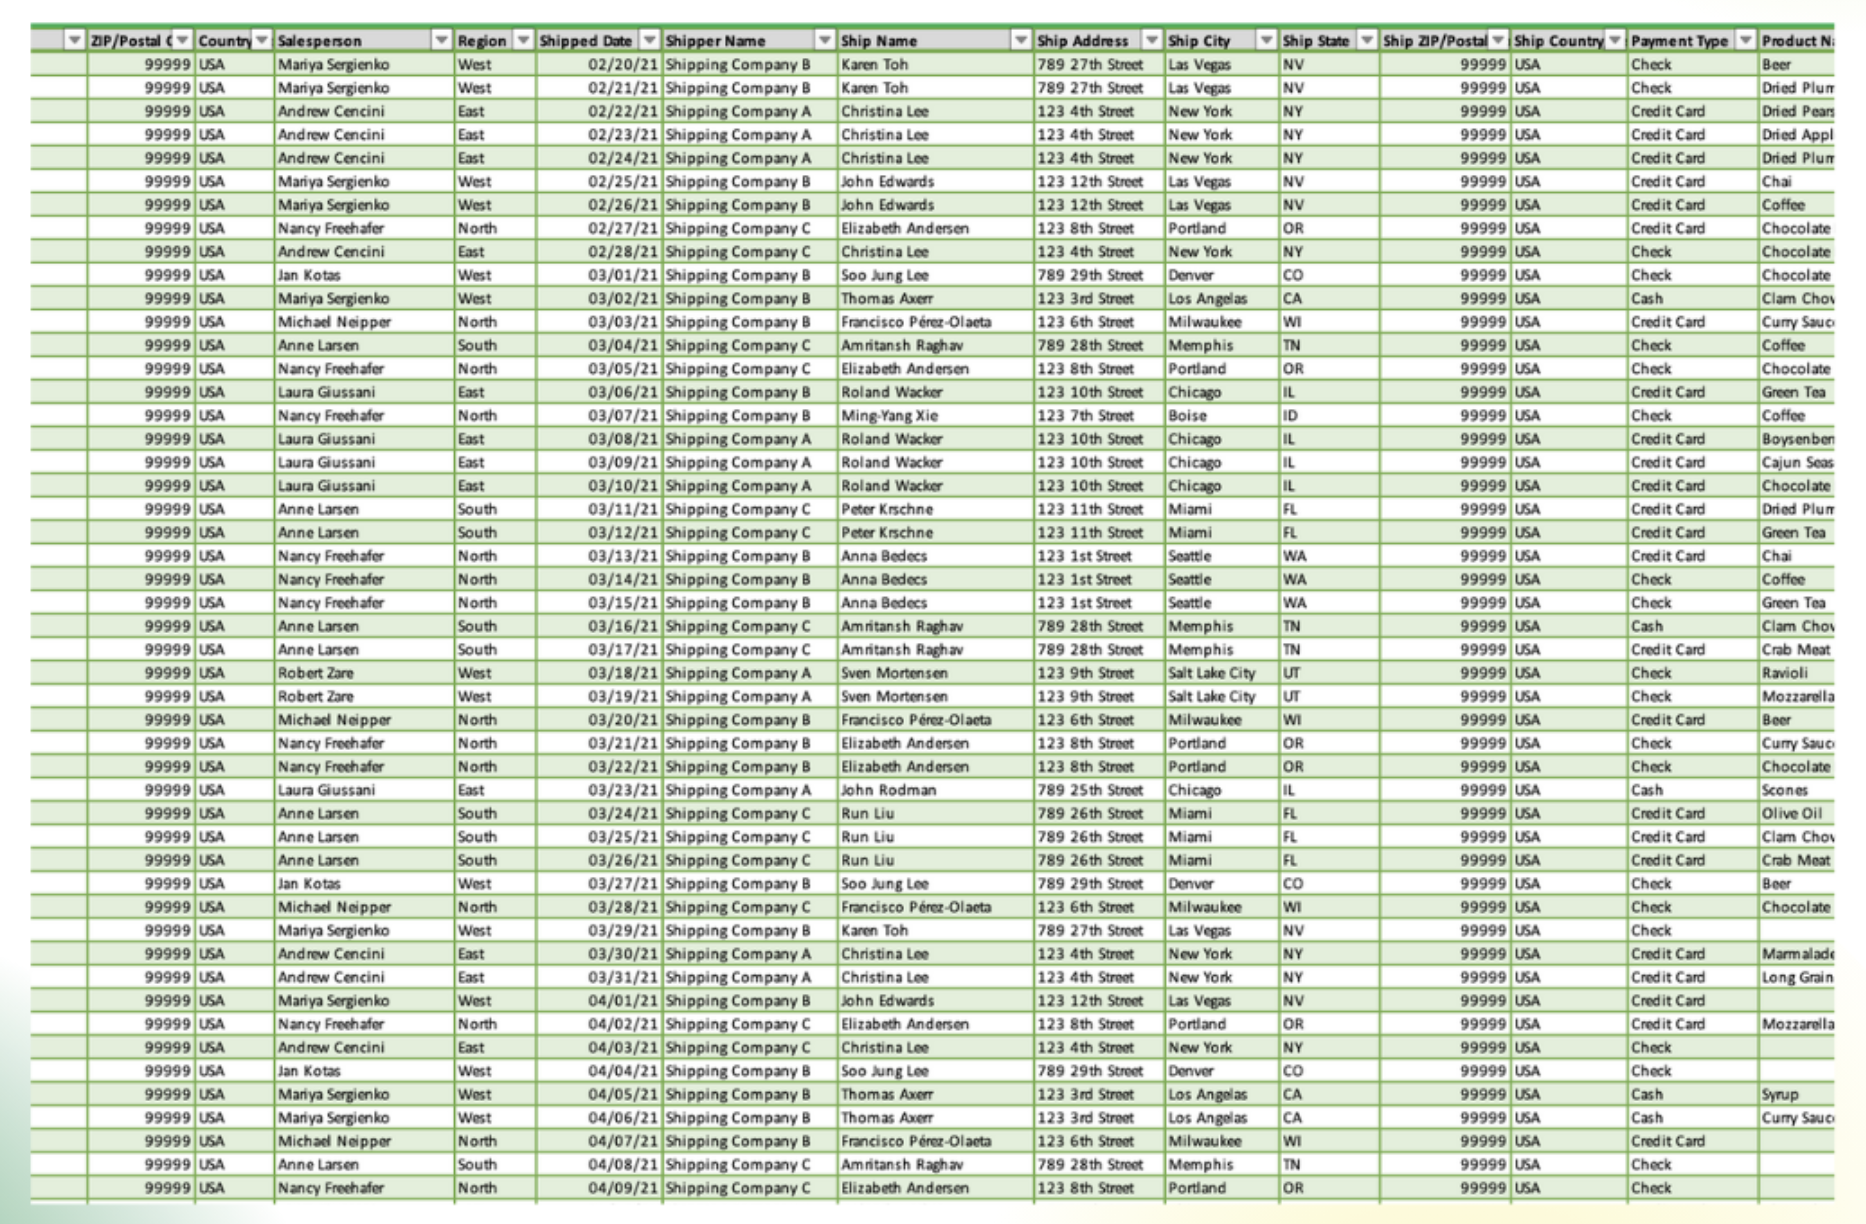 ZIP/Postal C Country Salesperson Region Shipped Date Shipper Name Ship Name Ship Address Ship City Ship State Ship ZIP/Postal Ship Country Payment Type Product Na
99999 USA Mariya Sergienko West 02/20/21 Shipping Company B Karen Toh 789 27th Street Las Vegas NV 99999 USA Check Beer
99999 USA Mariya Sergienko West 02/21/21 Shipping Company B Karen Toh 789 27th Street Las Vegas NV 99999 USA Check Dried Plum
99999 USA Andrew Cencini East 02/22/21 Shipping Company A Christina Lee 123 4th Street New York NY 99999 USA Credit Card Dried Pears
99999 USA Andrew Cencini East 02/23/21 Shipping Company A Christina Lee 123 4th Street New York NY 99999 USA Credit Card Dried Appl
99999 USA Andrew Cencini East 02/24/21 Shipping Company A Christina Lee 123 4th Street New York NY 99999 USA Credit Card Dried Plum
99999 USA Mariya Sergienko West 02/25/21 Shipping Company B John Edwards 123 12th Street Las Vegas NV 99999 USA Credit Card Chai
99999 USA Mariya Sergienko West 02/26/21 Shipping Company B John Edwards 123 12th Street Las Vegas NV 99999 USA Credit Card Coffee
99999 USA Nancy Freehafer North 02/27/21 Shipping Company C Elizabeth Andersen 123 8th Street Portland OR 99999 USA Credit Card Chocolate
99999 USA Andrew Cencini East 02/28/21 Shipping Company C Christina Lee 123 4th Street New York NY 99999 USA Check Chocolate
99999 USA Jan Kotas West 03/01/21 Shipping Company B Soo Jung Lee 789 29th Street Denver CO 99999 USA Check Chocolate
99999 USA Mariya Sergienko West 03/02/21 Shipping Company B Thomas Axerr 123 3rd Street Los Angelas CA 99999 USA Cash Clam Chow
99999 USA Michael Neipper North 03/03/21 Shipping Company B Francisco Pérez-Olaeta 123 6th Street Milwaukee WI 99999 USA Credit Card Curry Sauc
99999 USA Anne Larsen South 03/04/21 Shipping Company C Amritansh Raghav 789 28th Street Memphis TN 99999 USA Check Coffee
99999 USA Nancy Freehafer North 03/05/21 Shipping Company C Elizabeth Andersen 123 8th Street Portland OR 99999 USA Check Chocolate
99999 USA Laura Giussani East 03/06/21 Shipping Company B Roland Wacker 123 10th Street Chicago IL 99999 USA Credit Card Green Tea
99999 USA Nancy Freehafer North 03/07/21 Shipping Company B Ming-Yang Xie 123 7th Street Boise ID 99999 USA Check Coffee
99999 USA Laura Giussani East 03/08/21 Shipping Company A Roland Wacker 123 10th Street Chicago IL 99999 USA Credit Card Boysenber
99999 USA Laura Giussani East 03/09/21 Shipping Company A Roland Wacker 123 10th Street Chicago IL 99999 USA Credit Card Cajun Seas
99999 USA Laura Giussani East 03/10/21 Shipping Company A Roland Wacker 123 10th Street Chicago IL 99999 USA Credit Card Chocolate
99999 USA Anne Larsen South 03/11/21 Shipping Company C Peter Krschne 123 11th Street Miami FL 99999 USA Credit Card Dried Plum
99999 USA Anne Larsen South 03/12/21 Shipping Company C Peter Krschne 123 11th Street Miami FL 99999 USA Credit Card Green Tea
99999 USA Nancy Freehafer North 03/13/21 Shipping Company B Anna Bedecs 123 1st Street Seattle WA 99999 USA Credit Card Chai
99999 USA Nancy Freehafer North 03/14/21 Shipping Company B Anna Bedecs 123 1st Street Seattle WA 99999 USA Check Coffee
99999 USA Nancy Freehafer North 03/15/21 Shipping Company B Anna Bedecs 123 1st Street Seattle WA 99999 USA Check Green Tea
99999 USA Anne Larsen South 03/16/21 Shipping Company C Amritansh Raghav 789 28th Street Memphis TN 99999 USA Cash Clam Chow
99999 USA Anne Larsen South 03/17/21 Shipping Company C Amritansh Raghav 789 28th Street Memphis TN 99999 USA Credit Card Crab Meat
99999 USA Robert Zare West 03/18/21 Shipping Company A Sven Mortensen 123 9th Street Salt Lake City UT 99999 USA Check Ravioli
99999 USA Robert Zare West 03/19/21 Shipping Company A Sven Mortensen 123 9th Street Salt Lake City UT 99999 USA Check Mozzarella
99999 USA Michael Neipper North 03/20/21 Shipping Company B Francisco Pérez-Olaeta 123 6th Street Milwaukee WI 99999 USA Credit Card Beer
99999 USA Nancy Freehafer North 03/21/21 Shipping Company B Elizabeth Andersen 123 8th Street Portland OR 99999 USA Check Curry Sauc
99999 USA Nancy Freehafer North 03/22/21 Shipping Company B Elizabeth Andersen 123 8th Street Portland OR 99999 USA Check Chocolate
99999 USA Laura Giussani East 03/23/21 Shipping Company A John Rodman 789 25th Street Chicago IL 99999 USA Cash Scones
99999 USA Anne Larsen South 03/24/21 Shipping Company C Run Liu 789 26th Street Miami FL 99999 USA Credit Card Olive Oil
99999 USA Anne Larsen South 03/25/21 Shipping Company C Run Liu 789 26th Street Miami FL 99999 USA Credit Card Clam Chow
99999 USA Anne Larsen South 03/26/21 Shipping Company C Run Liu 789 26th Street Miami FL 99999 USA Credit Card Crab Meat
99999 USA Jan Kotas West 03/27/21 Shipping Company B Soo Jung Lee 789 29th Street Denver CO 99999 USA Check Beer
99999 USA Michael Neipper North 03/28/21 Shipping Company C Francisco Pérez-Olaeta 123 6th Street Milwaukee WI 99999 USA Check Chocolate
99999 USA Mariya Sergienko West 03/29/21 Shipping Company B Karen Toh 789 27th Street Las Vegas NV 99999 USA Check
99999 USA Andrew Cencini East 03/30/21 Shipping Company A Christina Lee 123 4th Street New York NY 99999 USA Credit Card Marmalade
99999 USA Andrew Cencini East 03/31/21 Shipping Company A Christina Lee 123 4th Street New York NY 99999 USA Credit Card Long Grain
99999 USA Mariya Sergienko West 04/01/21 Shipping Company B John Edwards 123 12th Street Las Vegas NV 99999 USA Credit Card
99999 USA Nancy Freehafer North 04/02/21 Shipping Company C Elizabeth Andersen 123 8th Street Portland OR 99999 USA Credit Card Mozzarella
99999 USA Andrew Cencini East 04/03/21 Shipping Company C Christina Lee 123 4th Street New York NY 99999 USA Check
99999 USA Jan Kotas West 04/04/21 Shipping Company B Soo Jung Lee 789 29th Street Denver CO 99999 USA Check
99999 USA Mariya Sergienko West 04/05/21 Shipping Company B Thomas Axerr 123 3rd Street Los Angelas CA 99999 USA Cash Syrup
99999 USA Mariya Sergienko West 04/06/21 Shipping Company B Thomas Axerr 123 3rd Street Los Angelas CA 99999 USA Cash Curry Sauc
99999 USA Michael Neipper North 04/07/21 Shipping Company B Francisco Pérez-Olaeta 123 6th Street Milwaukee WI 99999 USA Credit Card
99999 USA Anne Larsen South 04/08/21 Shipping Company C Amritansh Raghav 789 28th Street Memphis TN 99999 USA Check
99999 USA Nancy Freehafer North 04/09/21 Shipping Company C Elizabeth Andersen 123 8th Street Portland OR 99999 USA Check